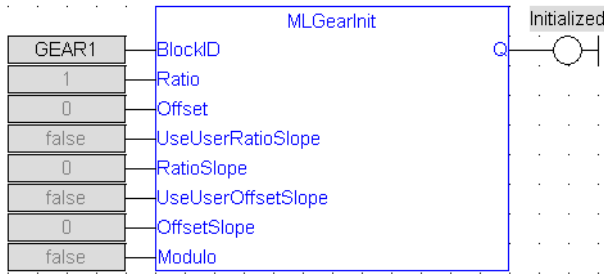 MLGearInit
Initialized
GEAR1 BlockID Q
1 Ratio
0 Offset
false UseUserRatioSlope
0 RatioSlope
false UseUserOffsetSlope
0 OffsetSlope
false Modulo